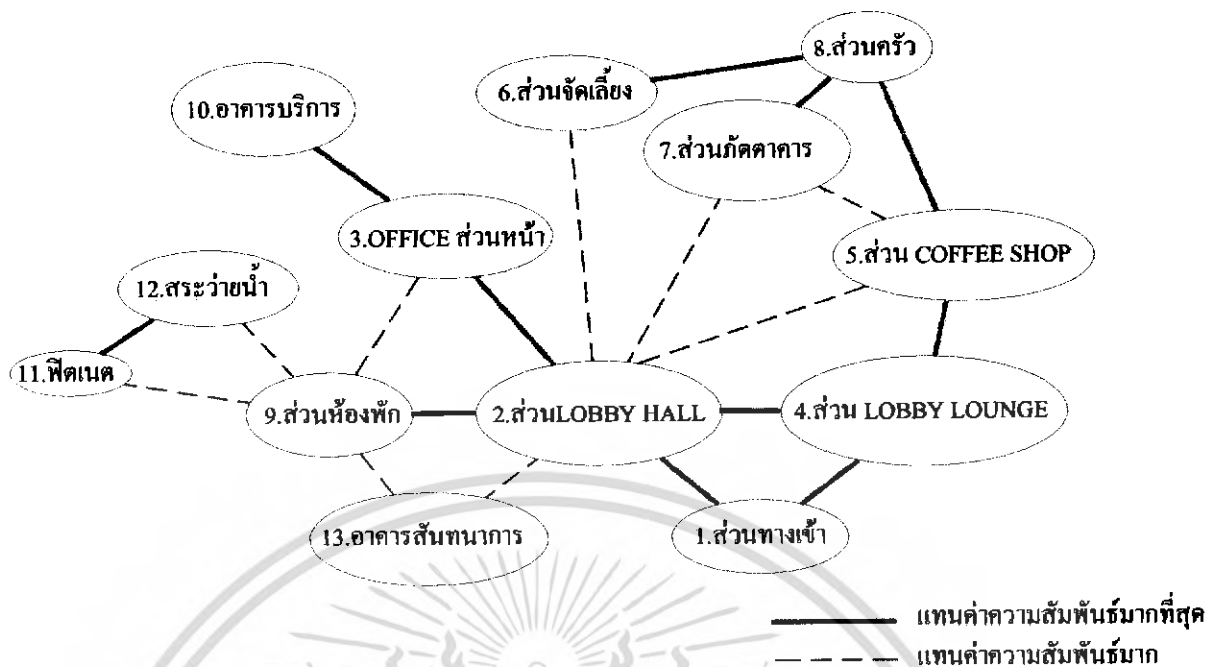 8.ส่วนครัว
6.ส่วนจัดเลี้ยง
10.อาคารบริการ
7.ส่วนภัตตาคาร
3.OFFICE ส่วนหน้า
5.ส่วน COFFEE SHOP
12.สระว่ายน้ำ
11.ฟิตเนต
9.ส่วนห้องพัก
2.ส่วนLOBBY HALL
4.ส่วน LOBBY LOUNGE
13.อาคารสันทนาการ
1.ส่วนทางเข้า
แทนค่าความสัมพันธ์มากที่สุด
แทนค่าความสัมพันธ์มาก